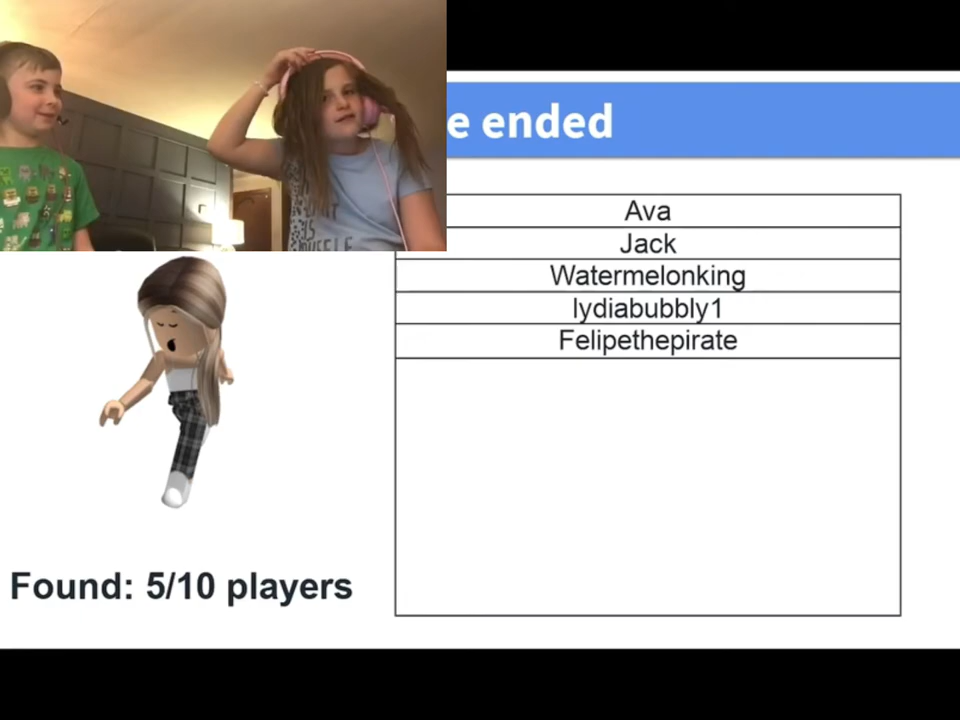 e ended
Ava
Jack
Watermelonking
lydiabubbly1
Felipethepirate
Found: 5/10 players